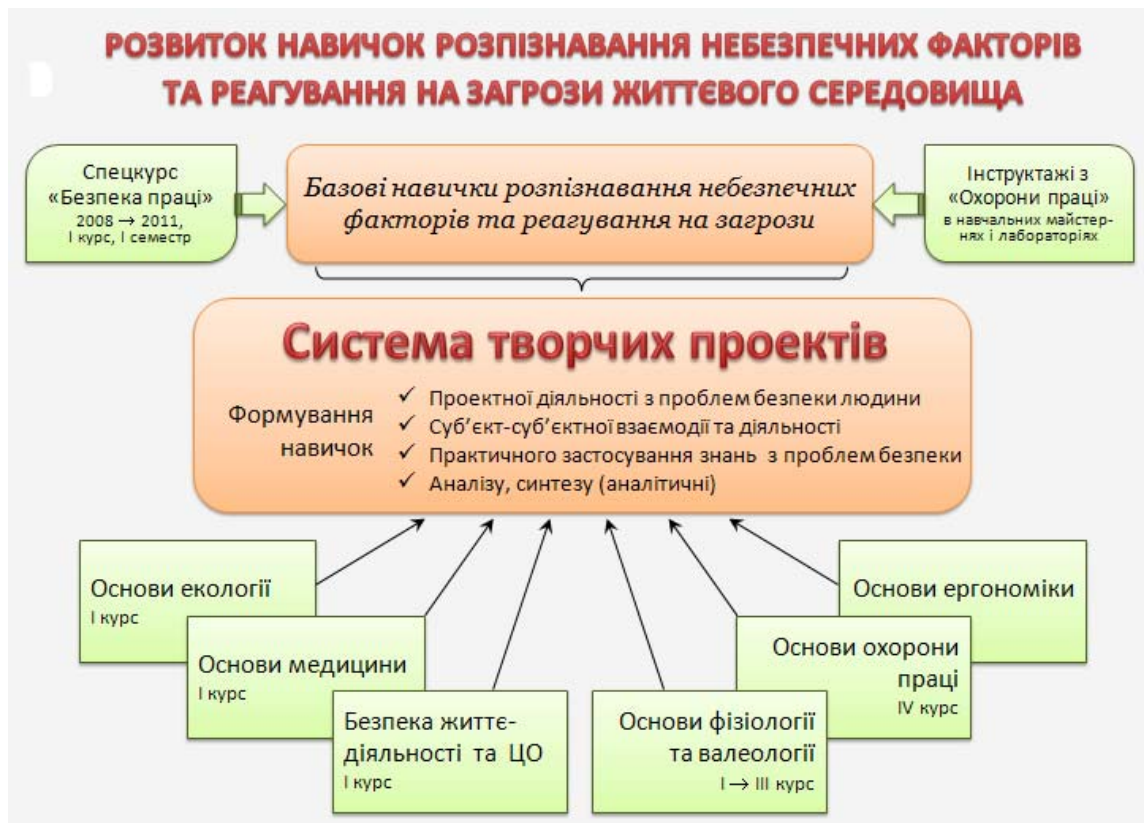 РОЗВИТОК НАВИЧОК РОЗПІЗНАВАННЯ НЕБЕЗПЕЧНИХ ФАКТОРІВ
ТА РЕАГУВАННЯ НА ЗАГРОЗИ ЖИТТЄВОГО СЕРЕДОВИЩА
Спецкурс
«Безпека праці»
2008 → 2011,
І курс, І семестр
Базові навички розпізнавання небезпечних
факторів та реагування на загрози
Інструктажі з
«Охорони праці»
в навчальних майстер-
нях і лабораторіях
Система творчих проектів
Формування
навичок
✓ Проектної діяльності з проблем безпеки людини
✓ Суб’єкт-суб’єктної взаємодії та діяльності
✓ Практичного застосування знань з проблем безпеки
✓ Аналізу, синтезу (аналітичні)
Основи екології
І курс
Основи медицини
І курс
Безпека життє-
діяльності та ЦО
І курс
Основи фізіології
та валеології
І → ІІІ курс
Основи охорони
праці
IV курс
Основи ергономіки